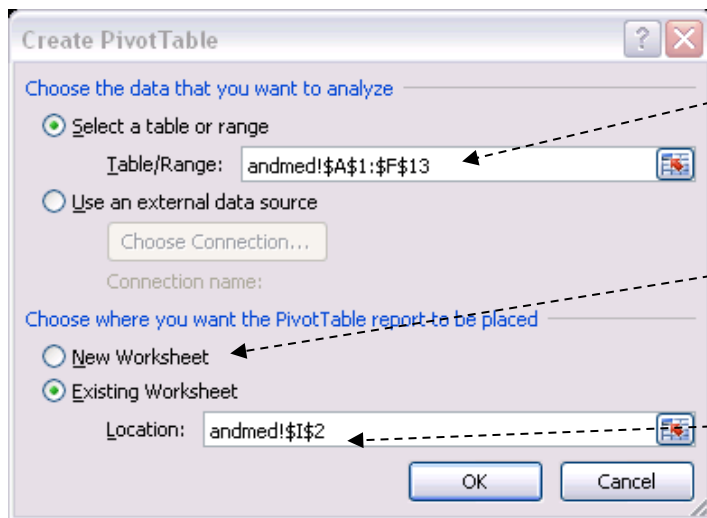 Create PivotTable
Choose the data that you want to analyze
Select a table or range
Table/Range: andmed!$A$1:$F$13
Use an external data source
Choose Connection...
Connection name:
Choose where you want the PivotTable report to be placed
New Worksheet
Existing Worksheet
Location: andmed!$I$2
OK Cancel